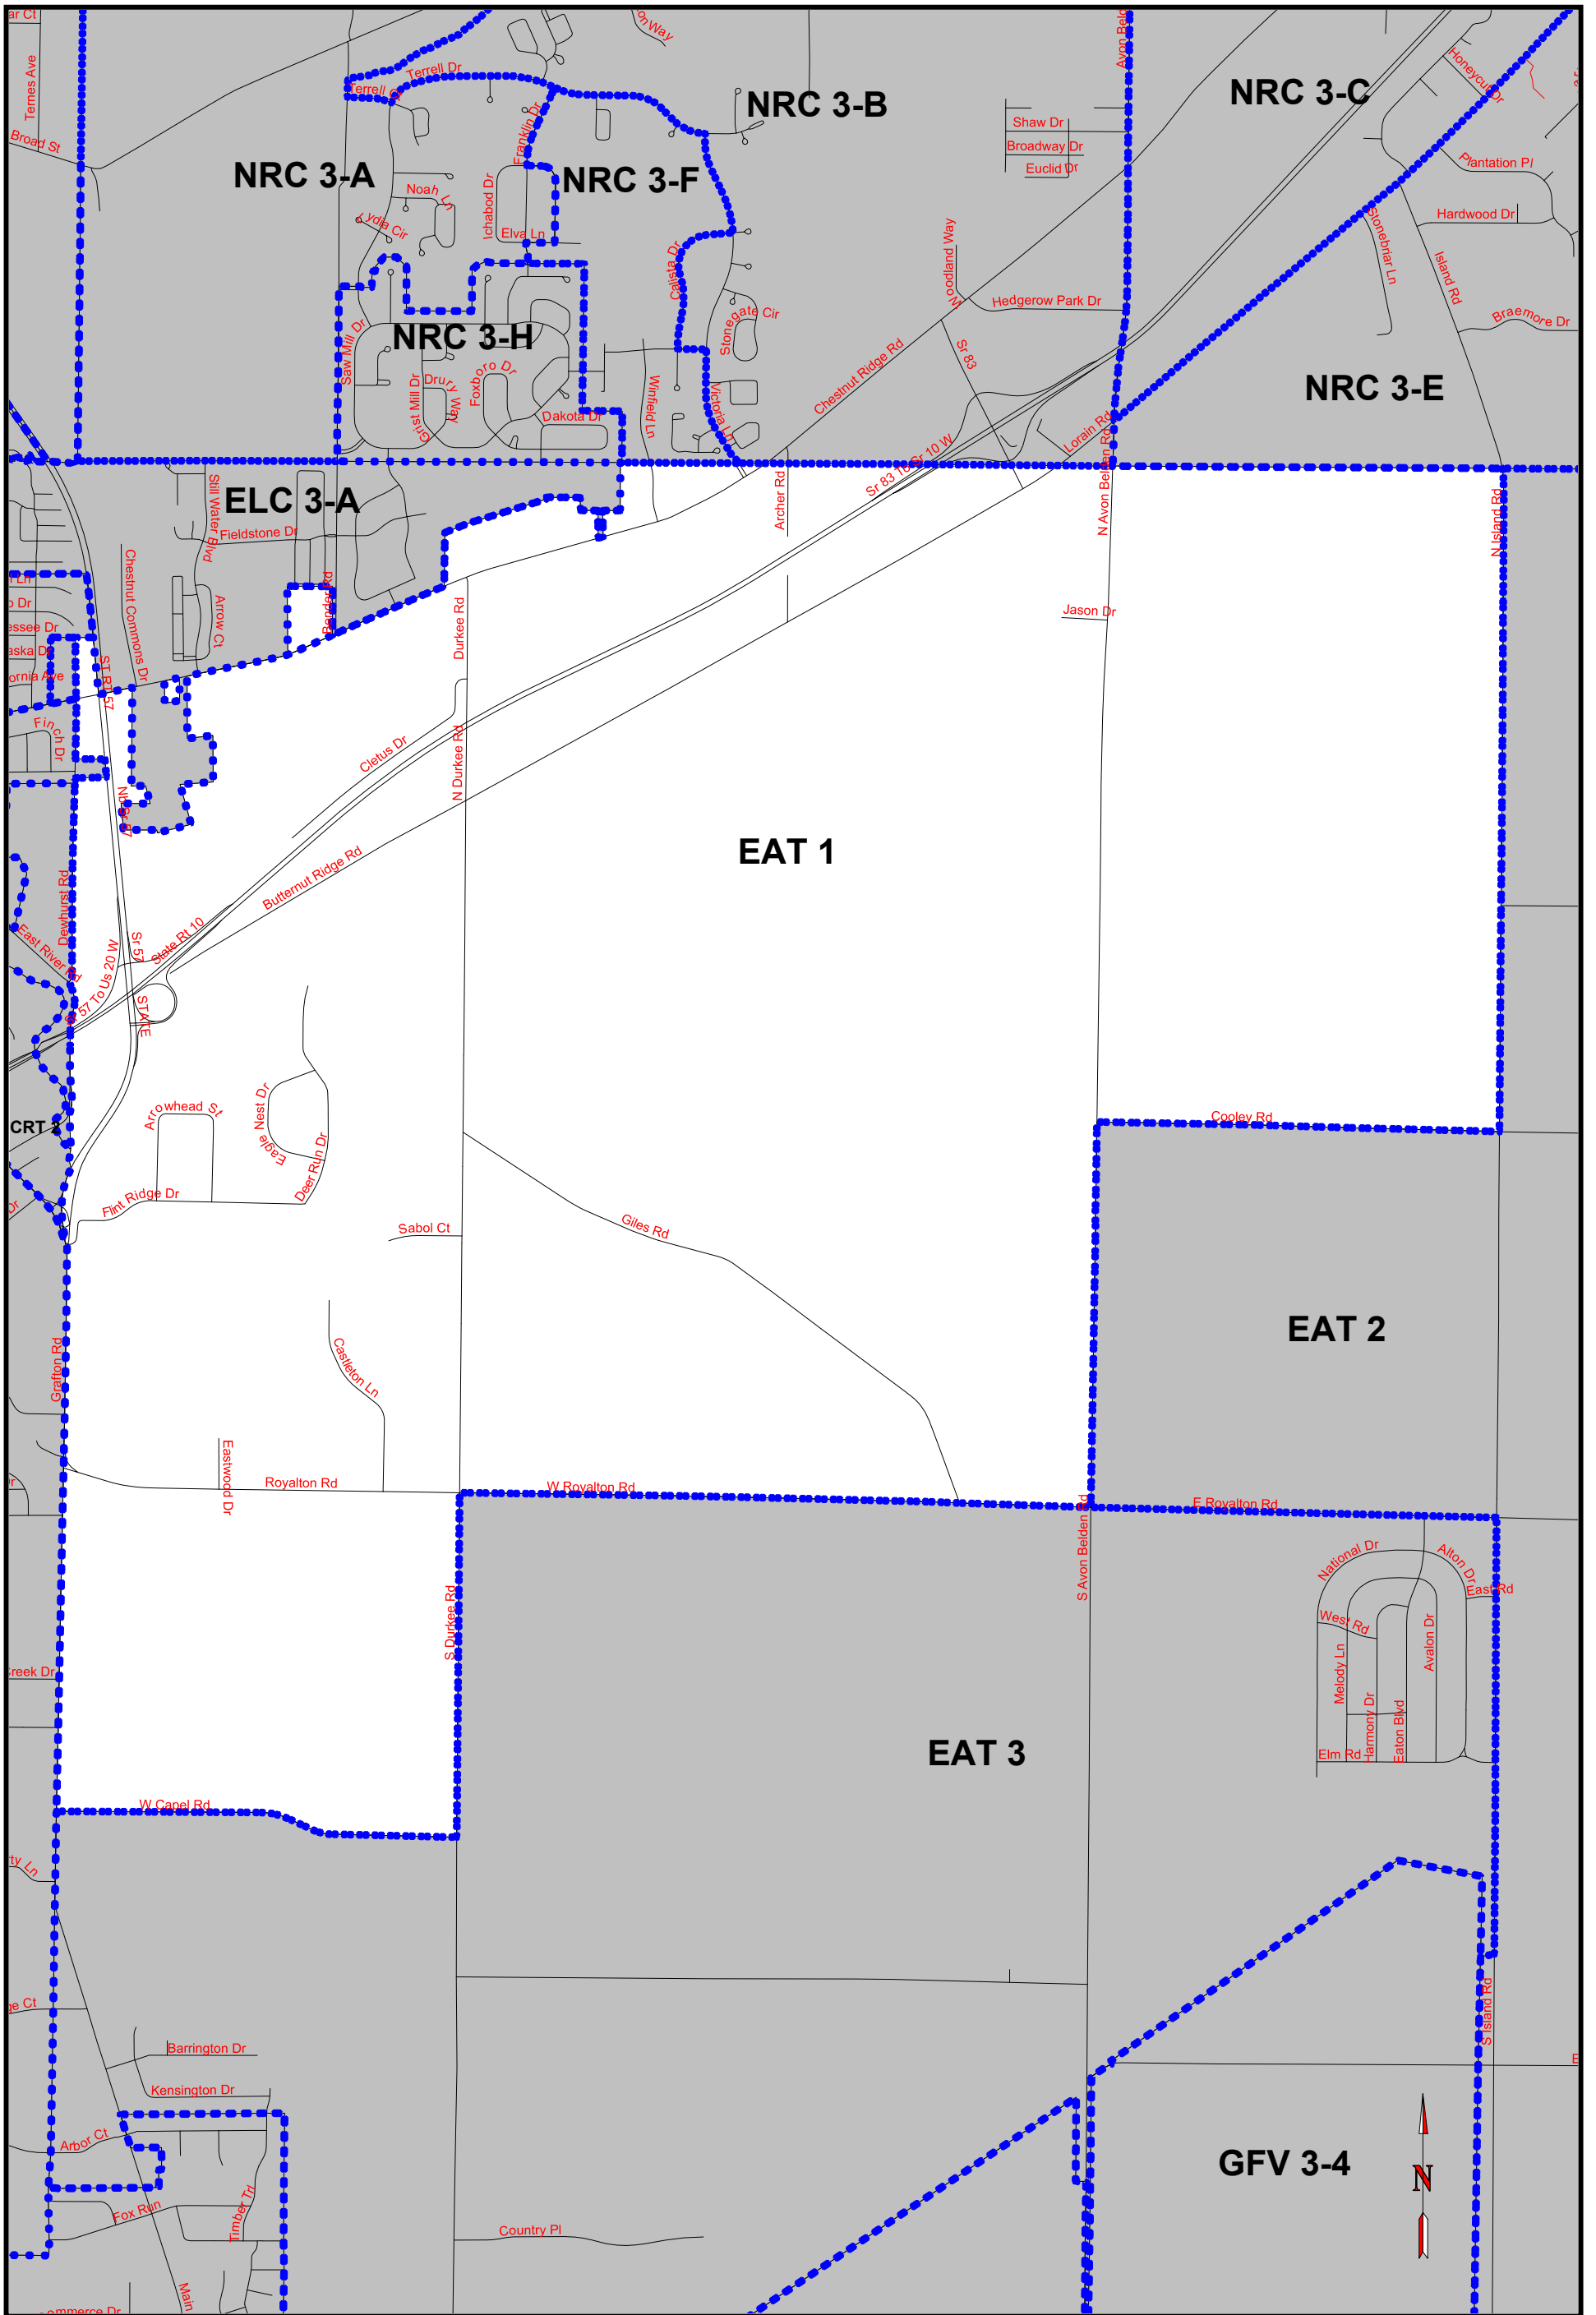 Ternes Ave
Broad St
Terrell Dr
Avon Beld
Honeycut Dr
NRC 3-C
NRC 3-B
Shaw Dr
Broadway Dr
Euclid Dr
Plantation Pl
NRC 3-A
Franklin Dr
NRC 3-F
Noah Ln
Ichabod Dr
Elva Ln
Hardwood Dr
Stonebriar Ln
Island Rd
Calista Dr
Woodland Way
Hedgerow Park Dr
Braemore Dr
Stonegate Cir
NRC 3-H
Saw Mill Dr
Sr 83
Chestnut Ridge Rd
NRC 3-E
Grist Mill Dr
Drury Way
Foxboro Dr
Dakota Dr
Winfield Ln
Victoria Ln
Lorain Rd
Sr 83 To Sr 10 W
ELC 3-A
Still Water Blvd
Fieldstone Dr
Archer Rd
N Avon Belden Rd
N Island Rd
Chestnut Commons Dr
Arrow Ct
Bender Rd
Durkee Rd
Jason Dr
ST RT 57
Finch Dr
Cletus Dr
N Durkee Rd
EAT 1
Butternut Ridge Rd
Dewhurst Rd
East River Rd
Sr 57
State Rt 10
57 To Us 20 W
STATE
Arrowhead St
Eagle Nest Dr
Deer Run Dr
CRT 2
Cooley Rd
Flint Ridge Dr
Sabol Ct
Giles Rd
EAT 2
Grafton Rd
Castleton Ln
Eastwood Dr
Royalton Rd
W Royalton Rd
E Royalton Rd
S Avon Belden Rd
S Durkee Rd
National Dr
Alton Dr
East Rd
West Rd
Melody Ln
Harmony Dr
Eaton Blvd
Avalon Dr
Elm Rd
EAT 3
W Capel Rd
S Island Rd
Barrington Dr
Kensington Dr
Arbor Ct
Fox Run
Timber Trl
Country Pl
Main
GFV 3-4
N